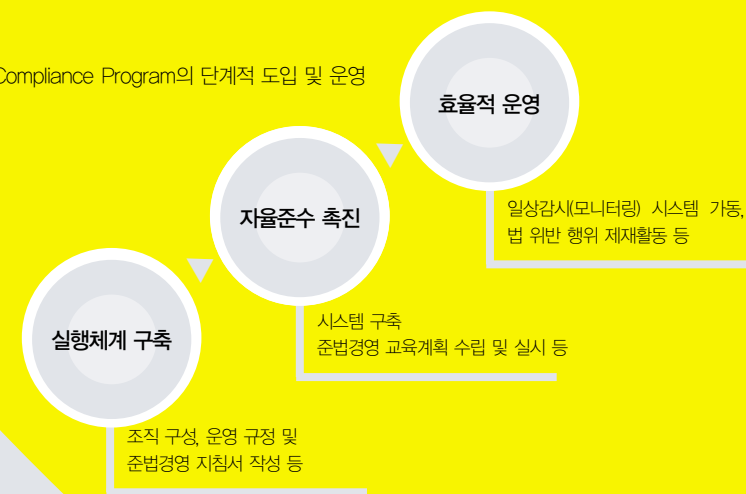 Compliance Program의 단계적 도입 및 운영
효율적 운영
일상감시(모니터링) 시스템 가동,
법 위반 행위 제재활동 등
자율준수 촉진
시스템 구축
준법경영 교육계획 수립 및 실시 등
실행체계 구축
조직 구성, 운영 규정 및
준법경영 지침서 작성 등